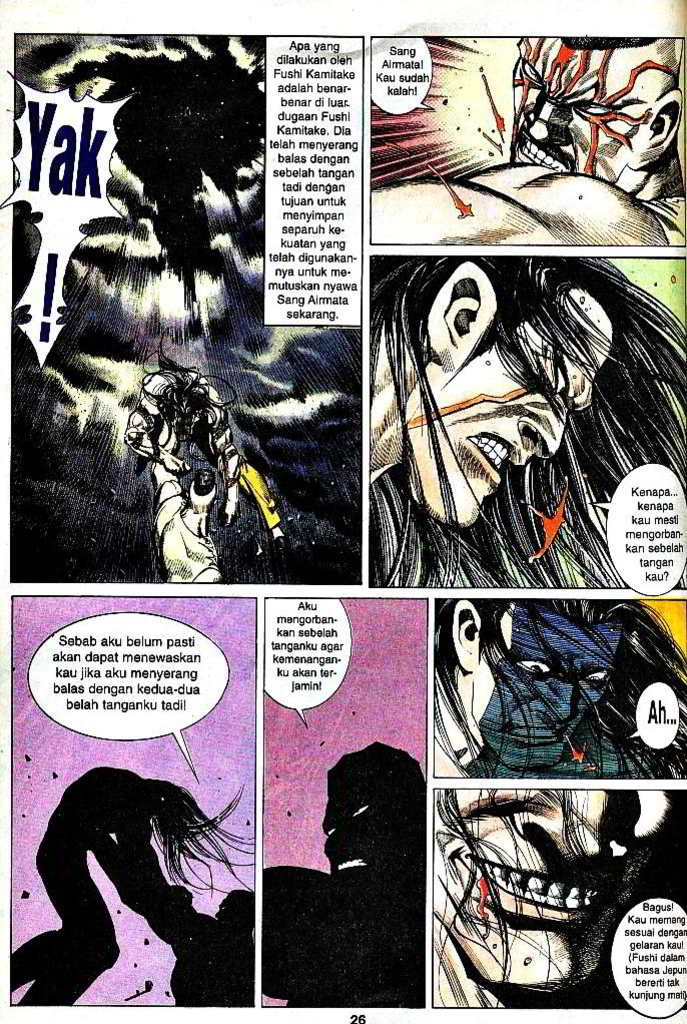 Yak
!
Apa yang
dilakukan oleh
Fushi Kamitake
adalah benar-
benar di luar
dugaan Fushi
Kamitake. Dia
telah menyerang
balas dengan
sebelah tangan
tadi dengan
tujuan untuk
menyimpan
separuh ke-
kuatan yang
telah digunakan-
nya untuk me-
mutuskan nyawa
Sang Airmata
sekarang.
Sang
Airmata!
Kau sudah
kalah!
Kenapa...
kenapa
kau mesti
mengorban-
kan sebelah
tangan
kau?
Sebab aku belum pasti
akan dapat menewaskan
kau jika aku menyerang
balas dengan kedua-dua
belah tanganku tadi!
Aku
mengorban-
kan sebelah
tanganku agar
kemenangan-
ku akan ter-
jamin!
Ah...
Bagus!
Kau memang
sesuai dengan
gelaran kau!
(Fushi dalam
bahasa Jepun
bererti tak
kunjung mati)
26